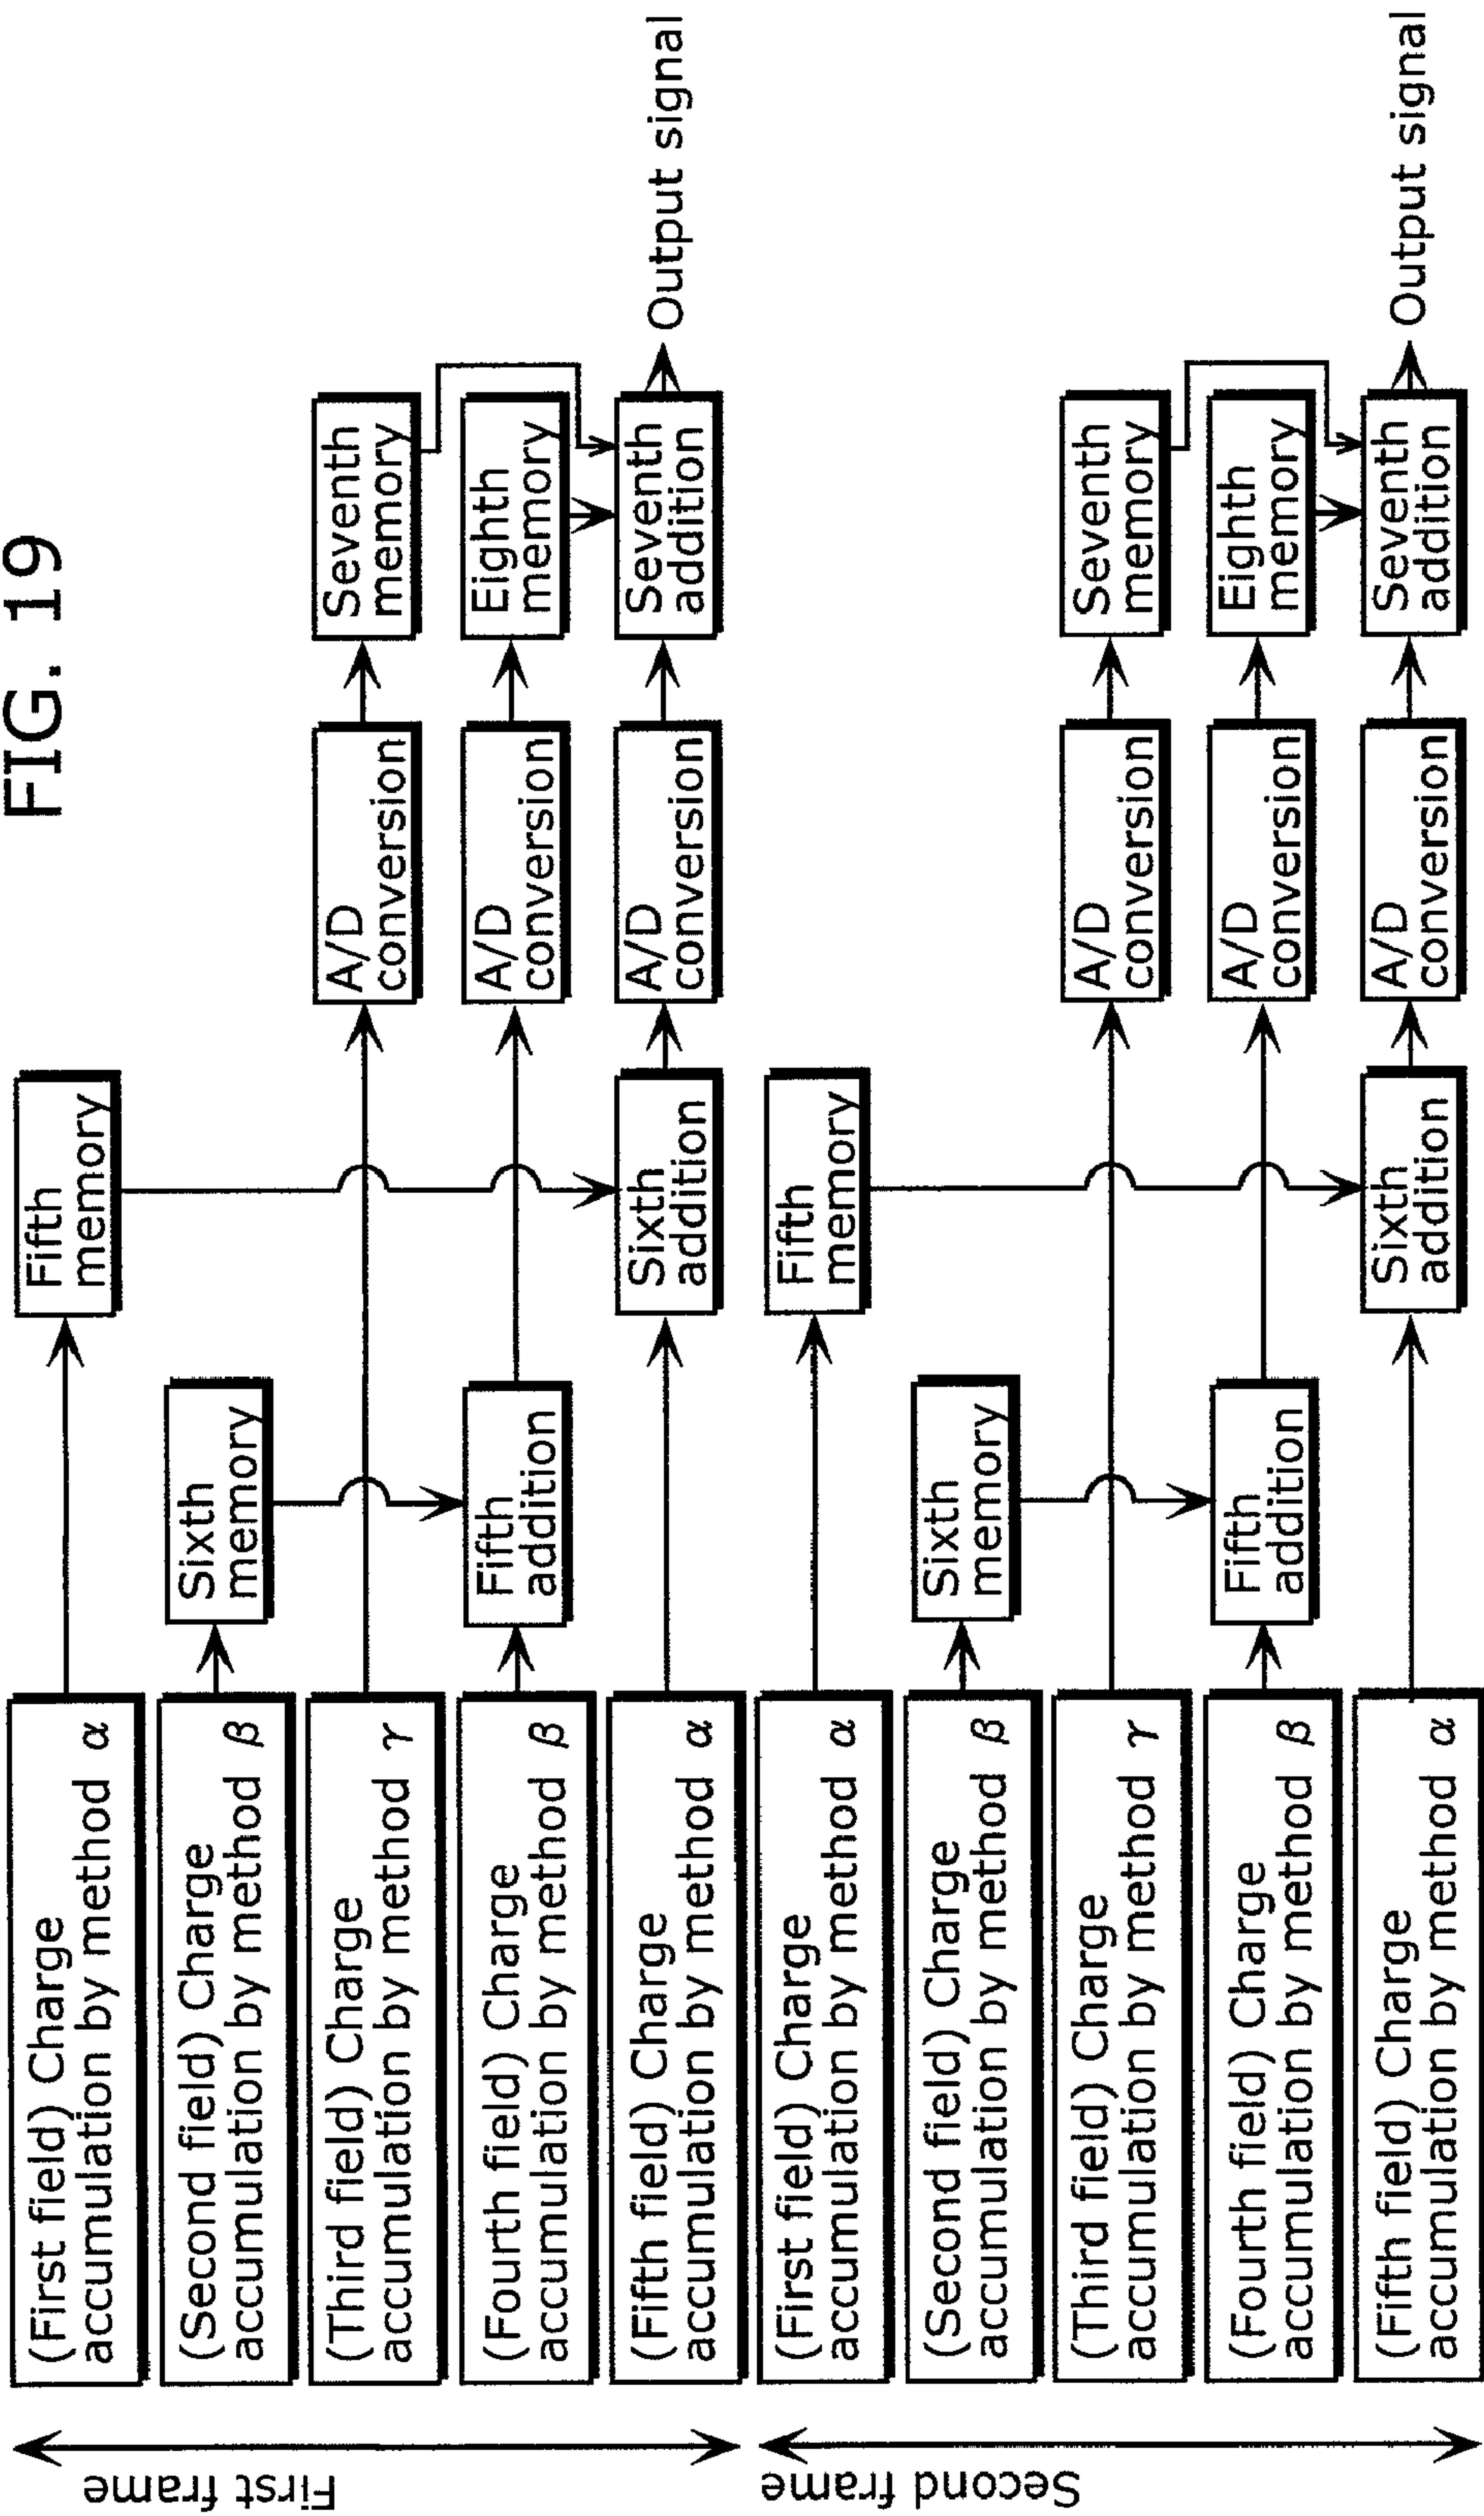 FIG. 19
First frame
(First field) Charge
accumulation by method α
Fifth
memory
(Second field) Charge
accumulation by method β
Sixth
memory
(Third field) Charge
accumulation by method γ
A/D
conversion
Seventh
memory
(Fourth field) Charge
accumulation by method β
Fifth
addition
A/D
conversion
Eighth
memory
(Fifth field) Charge
accumulation by method α
Sixth
addition
A/D
conversion
Seventh
addition
Output signal
Second frame
(First field) Charge
accumulation by method α
Fifth
memory
(Second field) Charge
accumulation by method β
Sixth
memory
(Third field) Charge
accumulation by method γ
A/D
conversion
Seventh
memory
(Fourth field) Charge
accumulation by method β
Fifth
addition
A/D
conversion
Eighth
memory
(Fifth field) Charge
accumulation by method α
Sixth
addition
A/D
conversion
Seventh
addition
Output signal